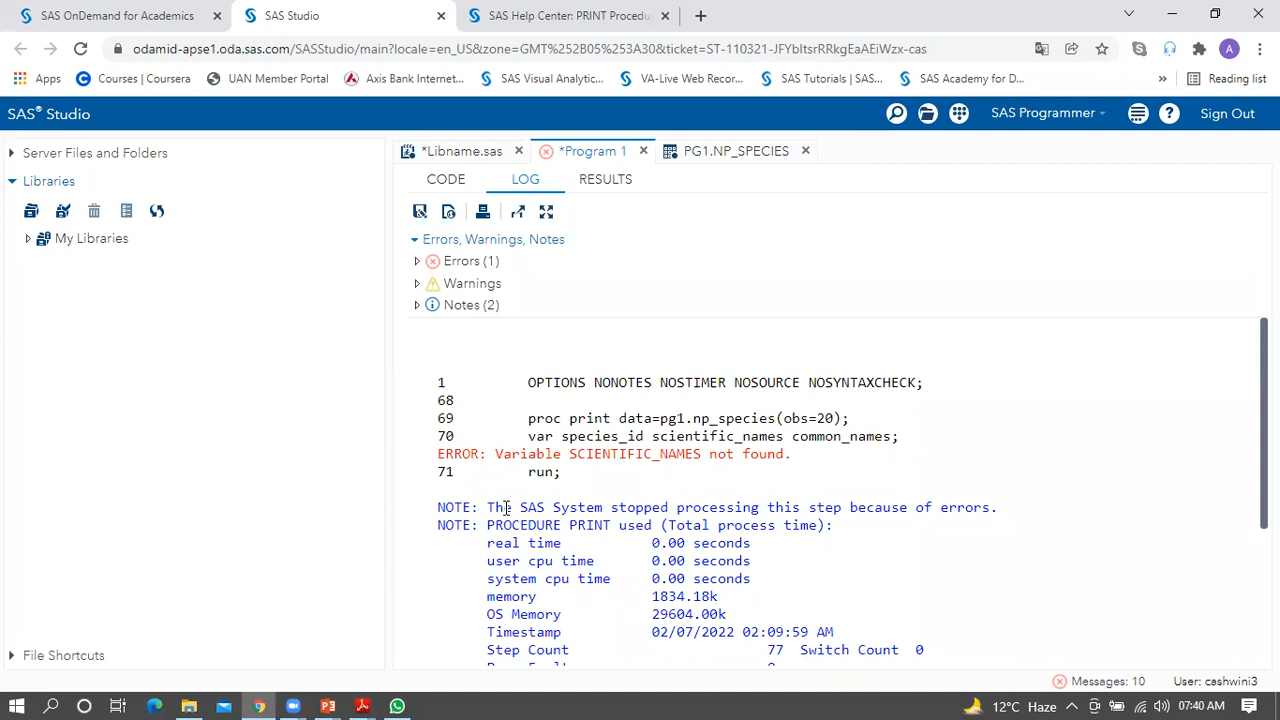 SAS OnDemand for Academics
SAS Studio
SAS Help Center: PRINT Procedu
odamid-apse1.oda.sas.com/SASStudio/main?locale=en_US&zone=GMT%252B05%253A30&ticket=ST-110321-JFYbItsrRRkgEaAEiWzx-cas
A
Apps
Courses | Coursera
UAN Member Portal
Axis Bank Internet...
SAS Visual Analytic...
VA-Live Web Recor...
SAS Tutorials | SAS...
SAS Academy for D...
»
Reading list
SAS® Studio
SAS Programmer
Sign Out
Server Files and Folders
Libraries
My Libraries
File Shortcuts
*Libname.sas
*Program 1
PG1.NP_SPECIES
CODE
LOG
RESULTS
Errors, Warnings, Notes
Errors (1)
Warnings
Notes (2)
1 OPTIONS NONOTES NOSTIMER NOSOURCE NOSYNTAXCHECK;
68
69 proc print data=pg1.np_species(obs=20);
70 var species_id scientific_names common_names;
ERROR: Variable SCIENTIFIC_NAMES not found.
71 run;
NOTE: The SAS System stopped processing this step because of errors.
NOTE: PROCEDURE PRINT used (Total process time):
real time 0.00 seconds
user cpu time 0.00 seconds
system cpu time 0.00 seconds
memory 1834.18k
OS Memory 29604.00k
Timestamp 02/07/2022 02:09:59 AM
Step Count 77 Switch Count 0
Messages: 10
User: cashwini3
12°C Haze
07:40 AM